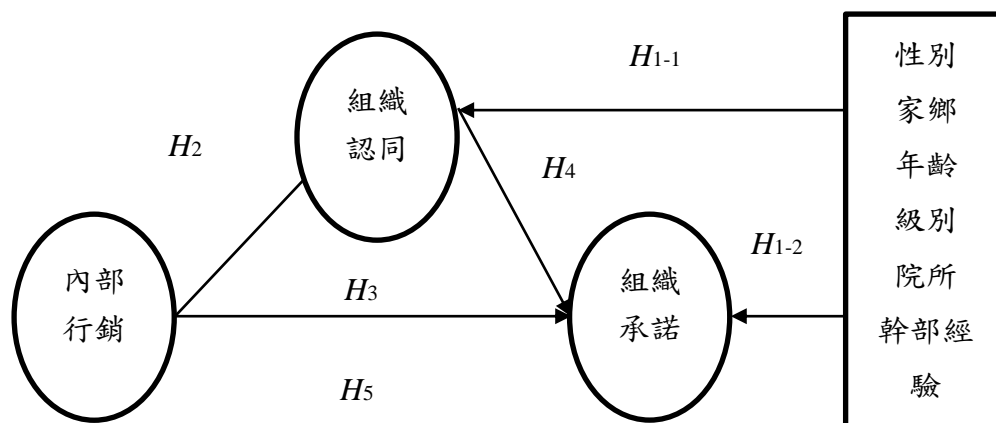 組織
認同
H1-1
性別
家鄉
年齡
級別
院所
幹部經
驗
H2
H4
H1-2
內部
行銷
H3
組織
承諾
H5